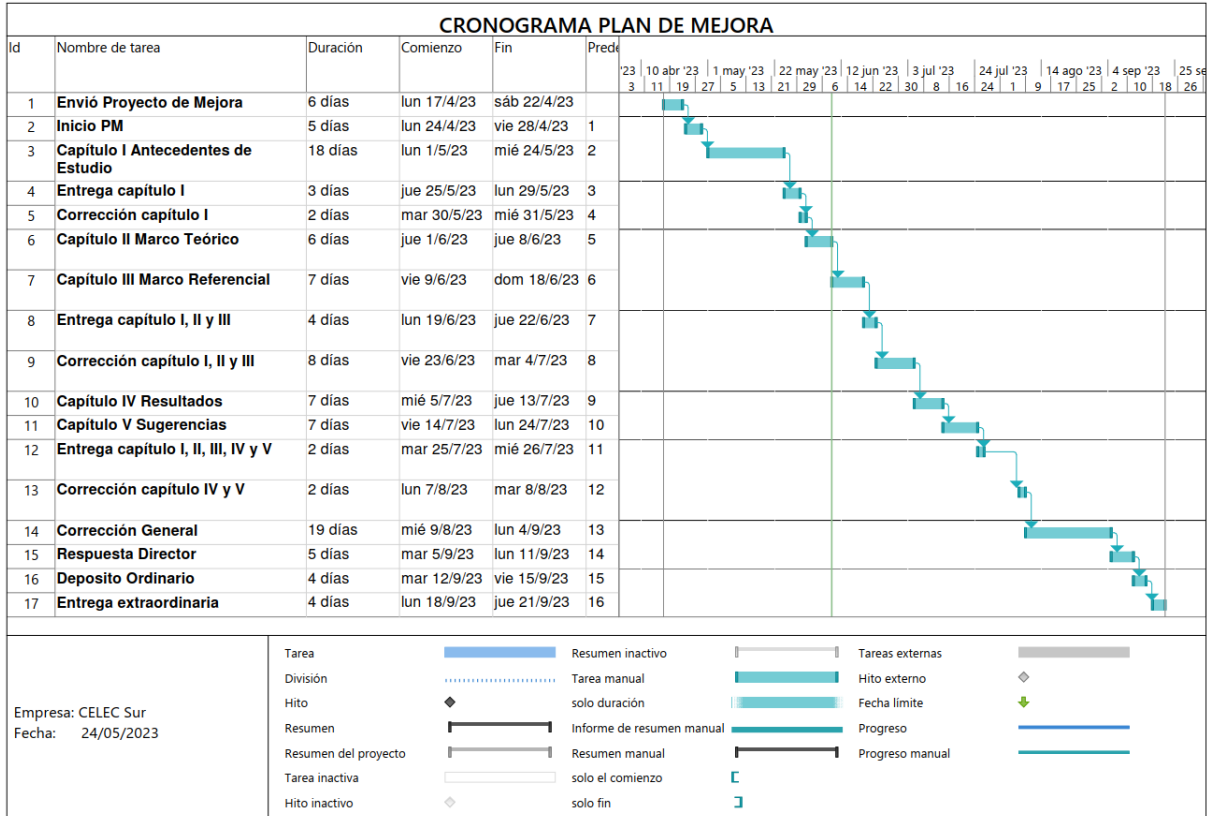 CRONOGRAMA PLAN DE MEJORA
Id Nombre de tarea Duración Comienzo Fin Prede
'23 10 abr '23 1 may '23 22 may '23 12 jun '23 3 jul '23 24 jul '23 14 ago '23 4 sep '23 25 se
3 11 19 27 5 13 21 29 6 14 22 30 8 16 24 1 9 17 25 2 10 18 26
1 Envió Proyecto de Mejora 6 días lun 17/4/23 sáb 22/4/23
2 Inicio PM 5 días lun 24/4/23 vie 28/4/23 1
3 Capítulo I Antecedentes de 18 días lun 1/5/23 mié 24/5/23 2
Estudio
4 Entrega capítulo I 3 días jue 25/5/23 lun 29/5/23 3
5 Corrección capítulo I 2 días mar 30/5/23 mié 31/5/23 4
6 Capítulo II Marco Teórico 6 días jue 1/6/23 jue 8/6/23 5
7 Capítulo III Marco Referencial 7 días vie 9/6/23 dom 18/6/23 6
8 Entrega capítulo I, II y III 4 días lun 19/6/23 jue 22/6/23 7
9 Corrección capítulo I, II y III 8 días vie 23/6/23 mar 4/7/23 8
10 Capítulo IV Resultados 7 días mié 5/7/23 jue 13/7/23 9
11 Capítulo V Sugerencias 7 días vie 14/7/23 lun 24/7/23 10
12 Entrega capítulo I, II, III, IV y V 2 días mar 25/7/23 mié 26/7/23 11
13 Corrección capítulo IV y V 2 días lun 7/8/23 mar 8/8/23 12
14 Corrección General 19 días mié 9/8/23 lun 4/9/23 13
15 Respuesta Director 5 días mar 5/9/23 lun 11/9/23 14
16 Deposito Ordinario 4 días mar 12/9/23 vie 15/9/23 15
17 Entrega extraordinaria 4 días lun 18/9/23 jue 21/9/23 16
Empresa: CELEC Sur
Fecha: 24/05/2023
Tarea Resumen inactivo Tareas externas
División Tarea manual Hito externo
Hito solo duración Fecha límite
Resumen Informe de resumen manual Progreso
Resumen del proyecto Resumen manual Progreso manual
Tarea inactiva solo el comienzo
Hito inactivo solo fin